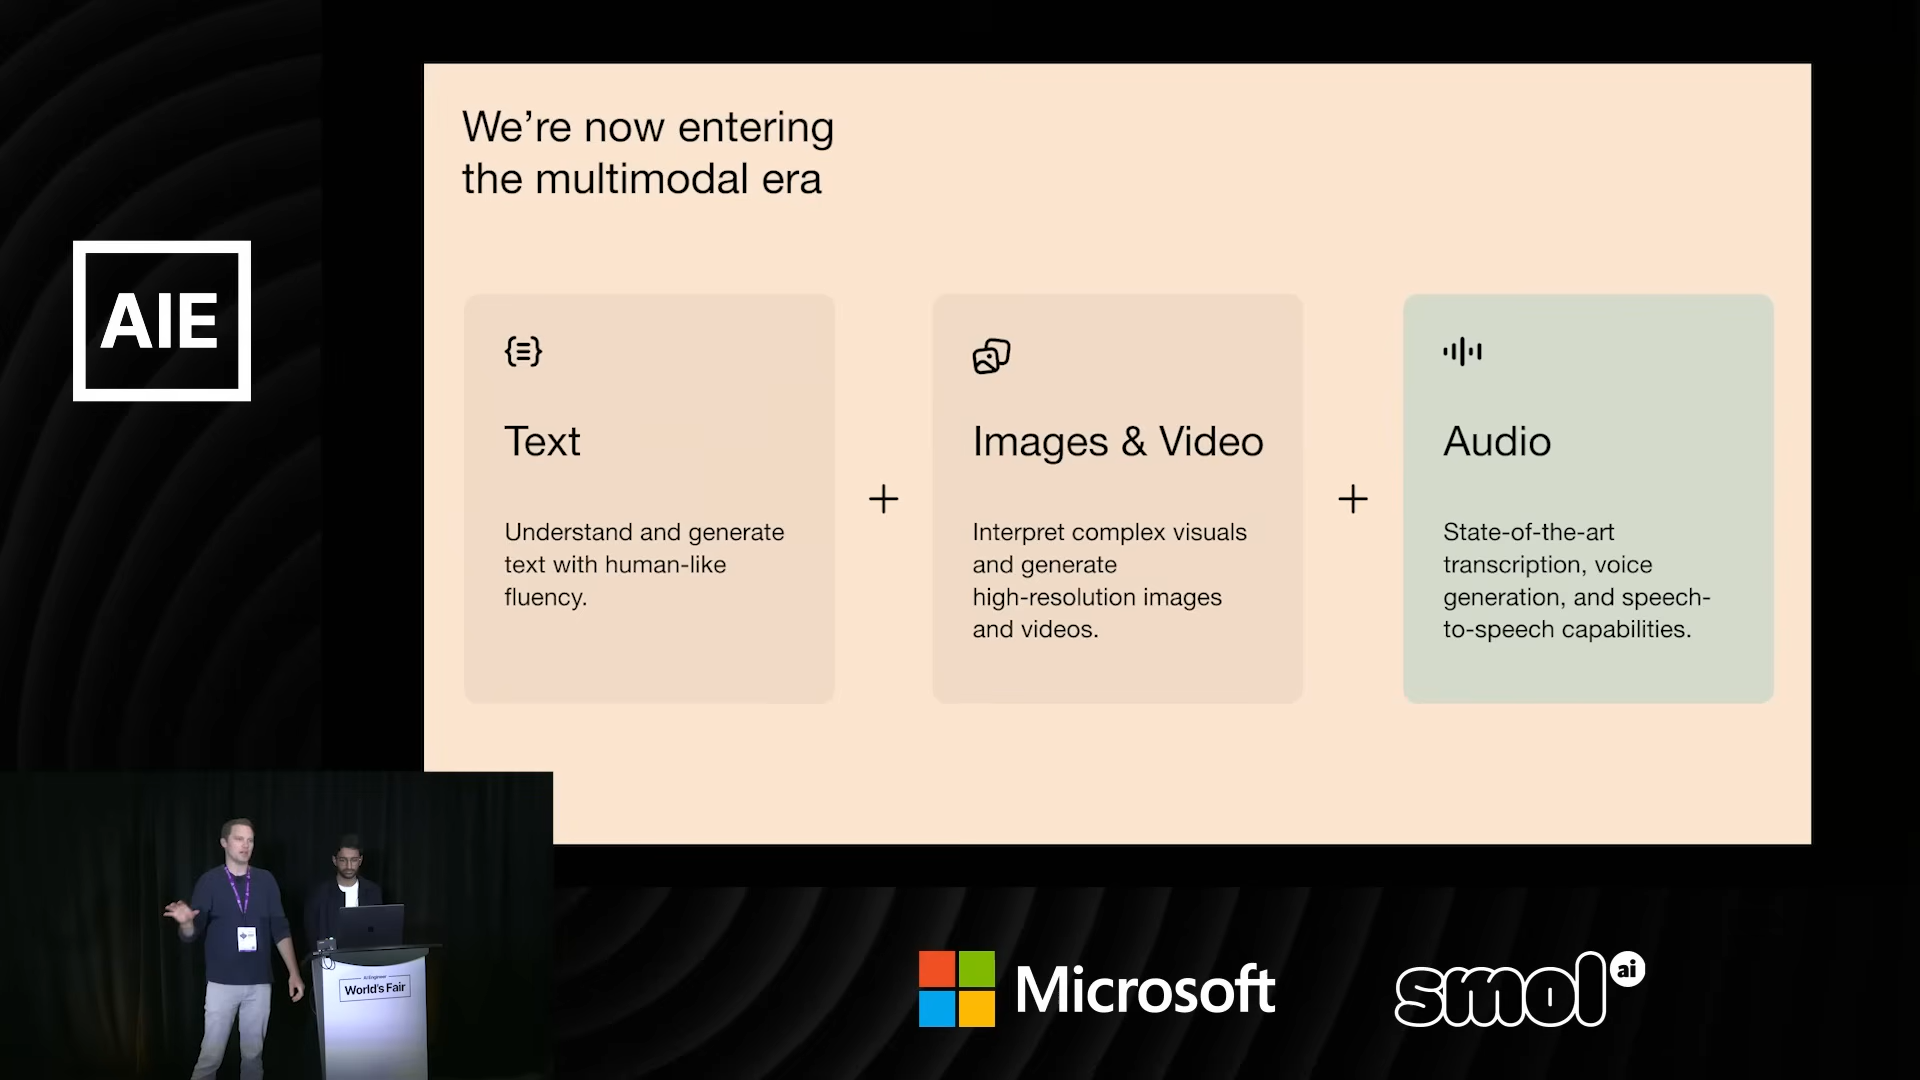 We’re now entering
the multimodal era
AIE
Text
Understand and generate
text with human-like
fluency.
+
Images & Video
Interpret complex visuals
and generate
high-resolution images
and videos.
+
Audio
State-of-the-art
transcription, voice
generation, and speech-
to-speech capabilities.
AI Engineer
World's Fair
Microsoft
smol ai